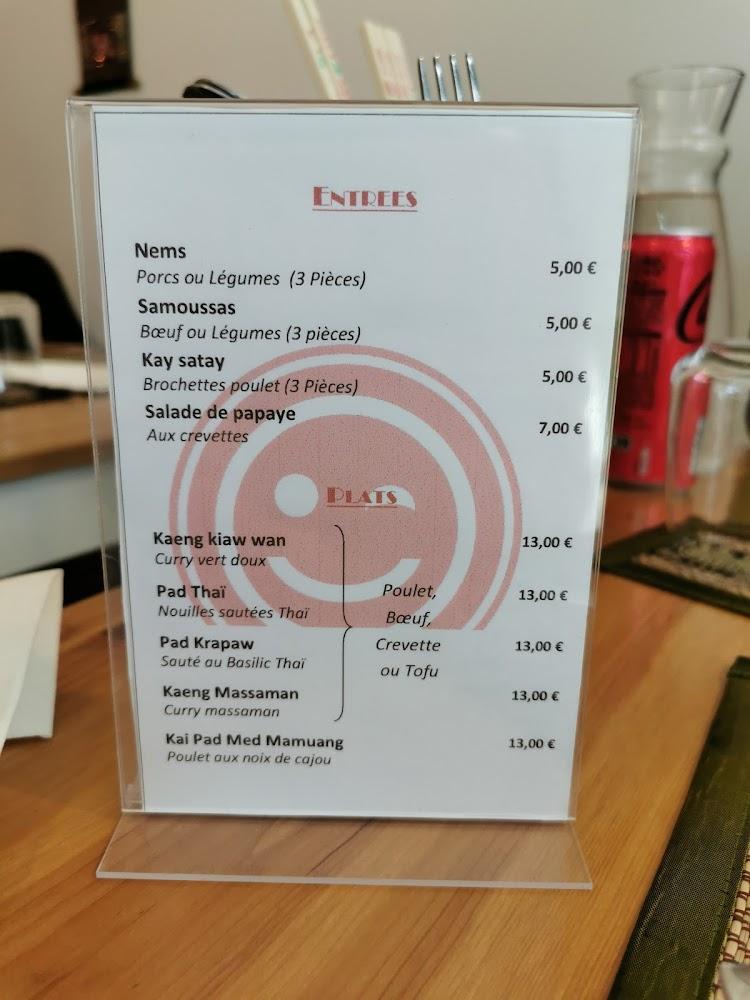 ENTREES
Nems
Porcs ou Légumes (3 Pièces) 5,00 €
Samoussas
Bœuf ou Légumes (3 pièces) 5,00 €
Kay satay
Brochettes poulet (3 Pièces) 5,00 €
Salade de papaye
Aux crevettes 7,00 €
PLATS
Kaeng kiaw wan 13,00 €
Curry vert doux
Pad Thaï 13,00 €
Nouilles sautées Thaï
Pad Krapaw 13,00 €
Sauté au Basilic Thaï
Kaeng Massaman 13,00 €
Curry massaman
Poulet,
Bœuf,
Crevette
ou Tofu
Kai Pad Med Mamuang 13,00 €
Poulet aux noix de cajou